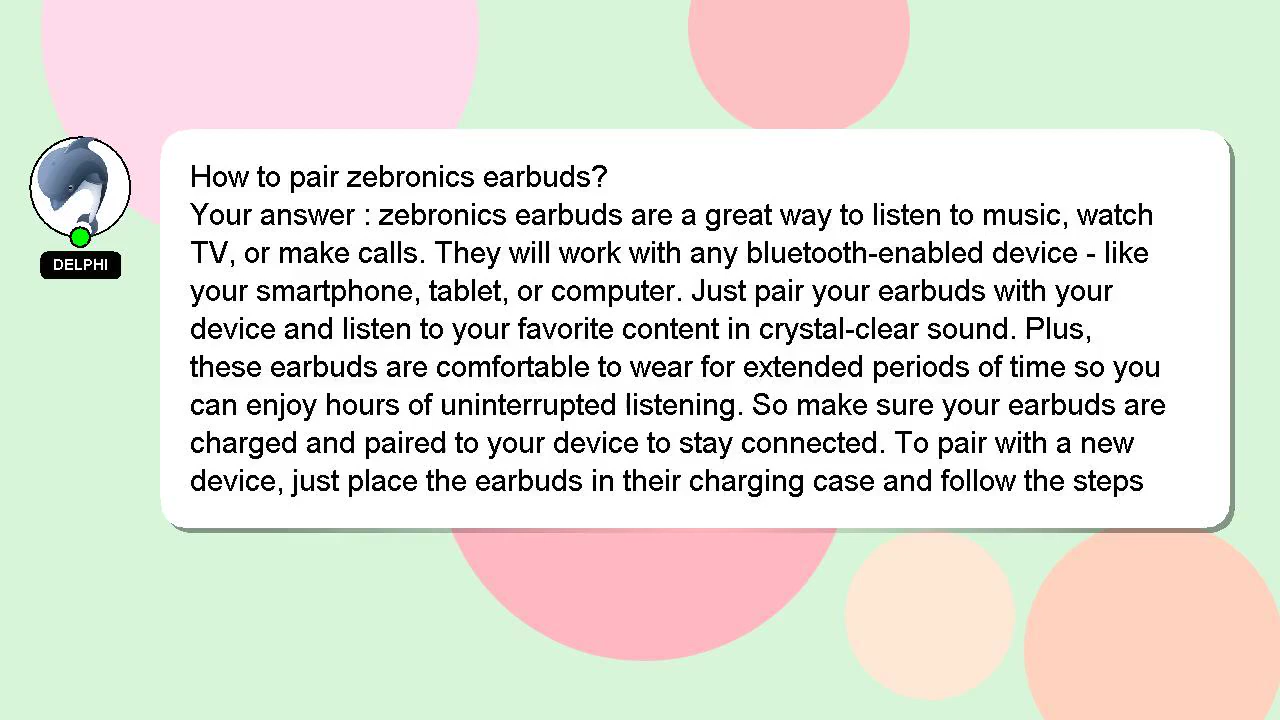 How to pair zebronics earbuds?
Your answer : zebronics earbuds are a great way to listen to music, watch
TV, or make calls. They will work with any bluetooth-enabled device - like
your smartphone, tablet, or computer. Just pair your earbuds with your
device and listen to your favorite content in crystal-clear sound. Plus,
these earbuds are comfortable to wear for extended periods of time so you
can enjoy hours of uninterrupted listening. So make sure your earbuds are
charged and paired to your device to stay connected. To pair with a new
device, just place the earbuds in their charging case and follow the steps
DELPHI